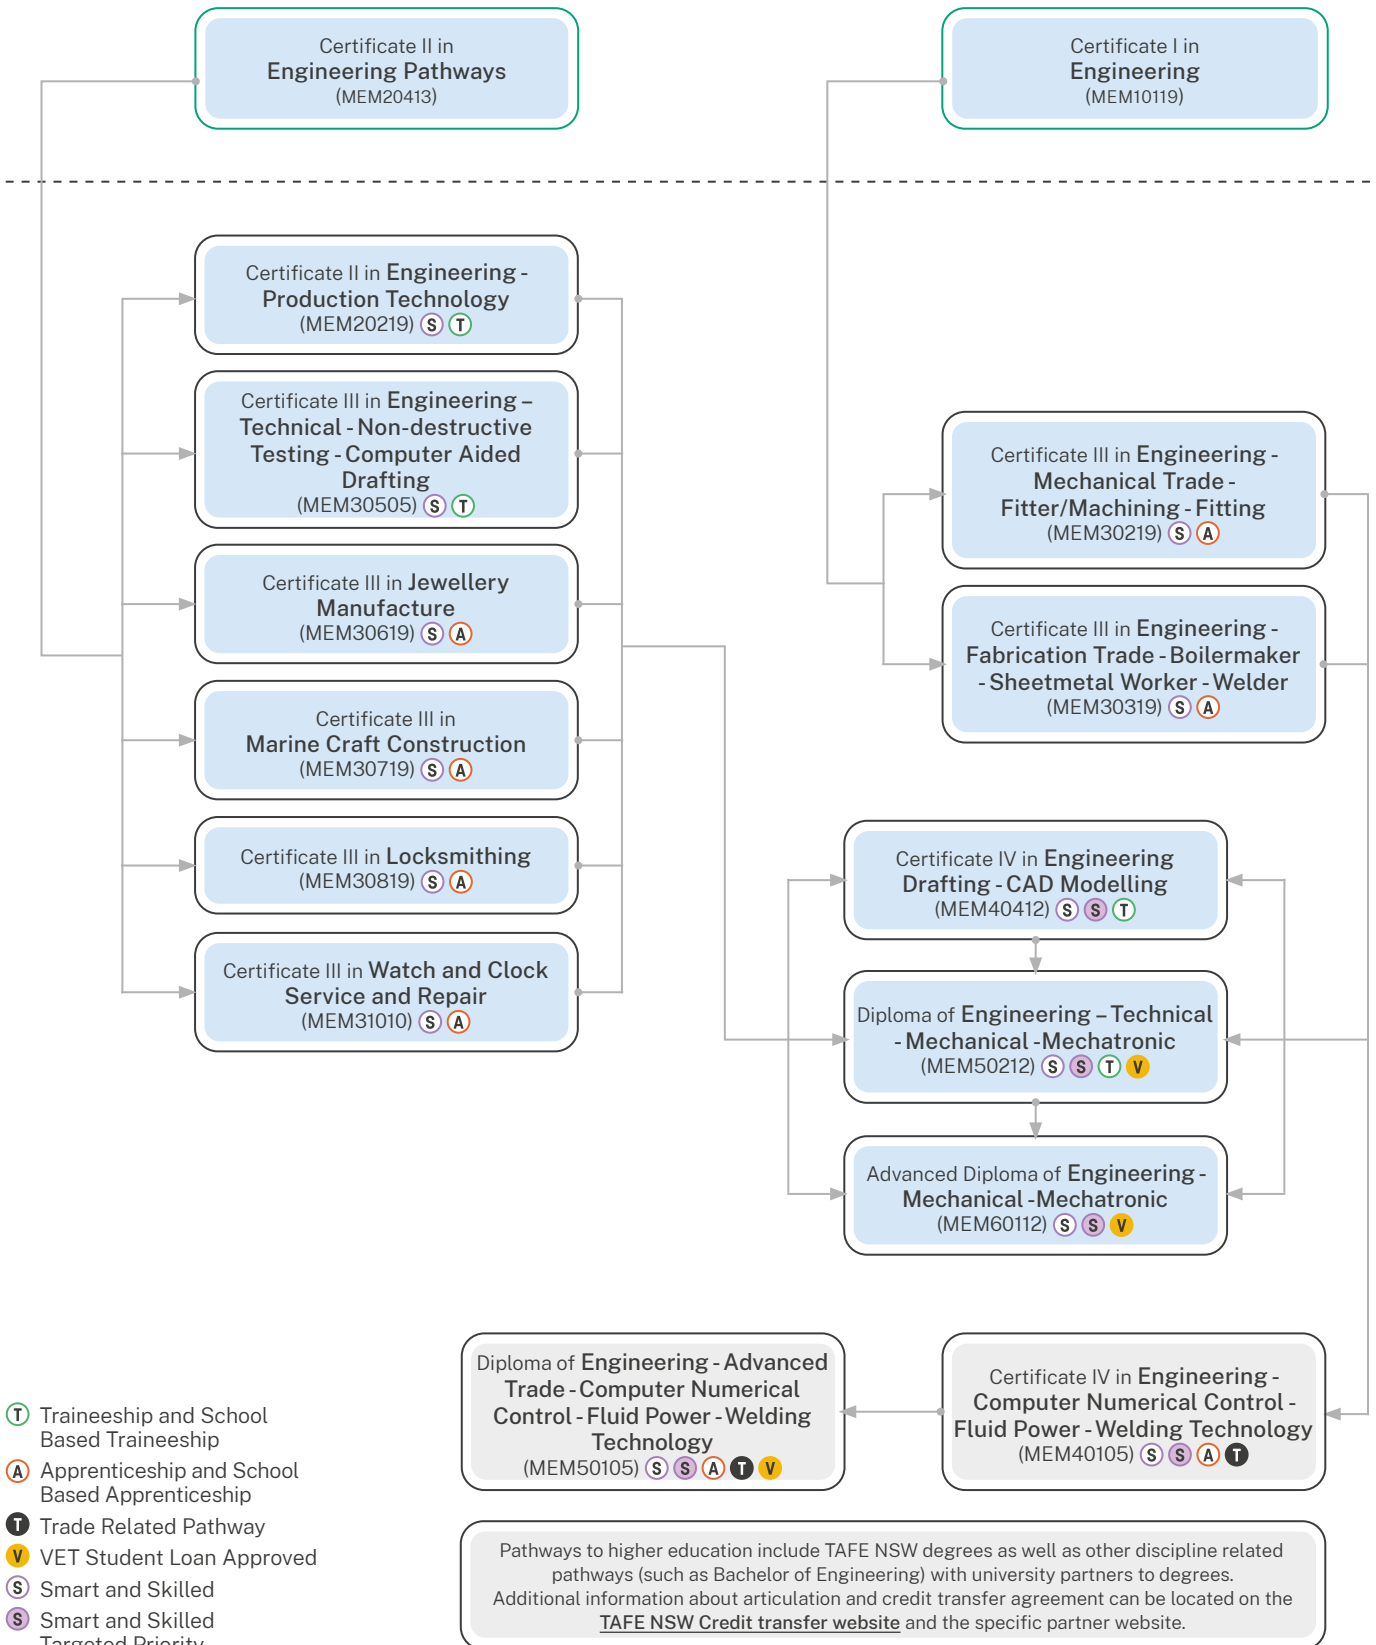 Certificate II in
Engineering Pathways
(MEM20413)
Certificate I in
Engineering
(MEM10119)
Certificate II in Engineering -
Production Technology
(MEM20219) S T
Certificate III in Engineering –
Technical - Non-destructive
Testing - Computer Aided
Drafting
(MEM30505) S T
Certificate III in Jewellery
Manufacture
(MEM30619) S A
Certificate III in
Marine Craft Construction
(MEM30719) S A
Certificate III in Locksmithing
(MEM30819) S A
Certificate III in Watch and Clock
Service and Repair
(MEM31010) S A
Certificate III in Engineering -
Mechanical Trade -
Fitter/Machining - Fitting
(MEM30219) S A
Certificate III in Engineering -
Fabrication Trade - Boilermaker
- Sheetmetal Worker - Welder
(MEM30319) S A
Certificate IV in Engineering
Drafting - CAD Modelling
(MEM40412) S S T
Diploma of Engineering – Technical
- Mechanical -Mechatronic
(MEM50212) S S T V
Advanced Diploma of Engineering -
Mechanical -Mechatronic
(MEM60112) S S V
Diploma of Engineering - Advanced
Trade - Computer Numerical
Control - Fluid Power - Welding
Technology
(MEM50105) S S A T V
Certificate IV in Engineering -
Computer Numerical Control -
Fluid Power - Welding Technology
(MEM40105) S S A T
T Traineeship and School
Based Traineeship
A Apprenticeship and School
Based Apprenticeship
T Trade Related Pathway
V VET Student Loan Approved
S Smart and Skilled
S Smart and Skilled
Targeted Priority
Pathways to higher education include TAFE NSW degrees as well as other discipline related
pathways (such as Bachelor of Engineering) with university partners to degrees.
Additional information about articulation and credit transfer agreement can be located on the
TAFE NSW Credit transfer website and the specific partner website.